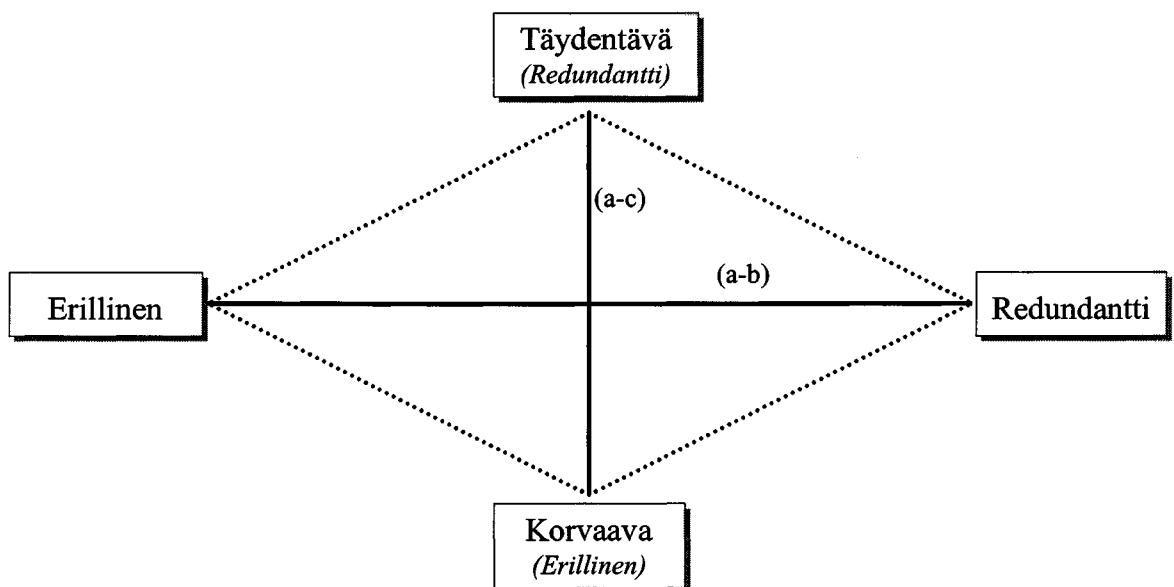 Täydentävä
(Redundantti)
(a-c)
(a-b)
Erillinen
Redundantti
Korvaava
(Erillinen)